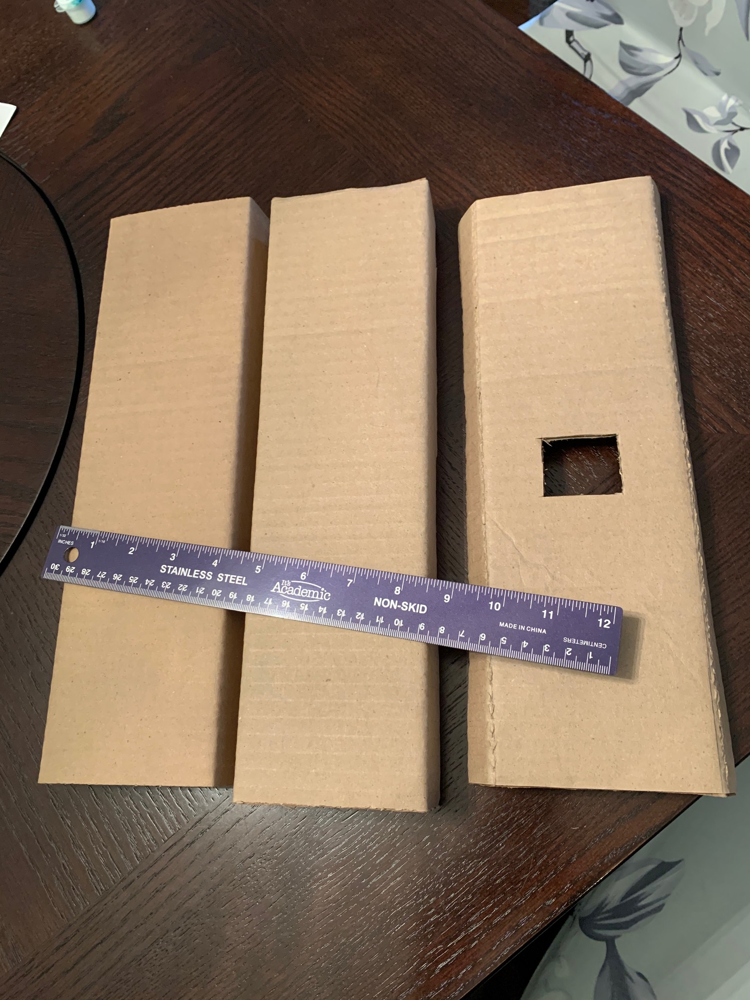 1/32 1/16
INCHES 1 2 3 4 5 6 7 8 9 10 11 12
STAINLESS STEEL
It's
Academic
NON-SKID
MADE IN CHINA
CENTIMETERS
30 29 28 27 26 25 24 23 22 21 20 19 18 17 16 15 14 13 12 11 10 9 8 7 6 5 4 3 2 1